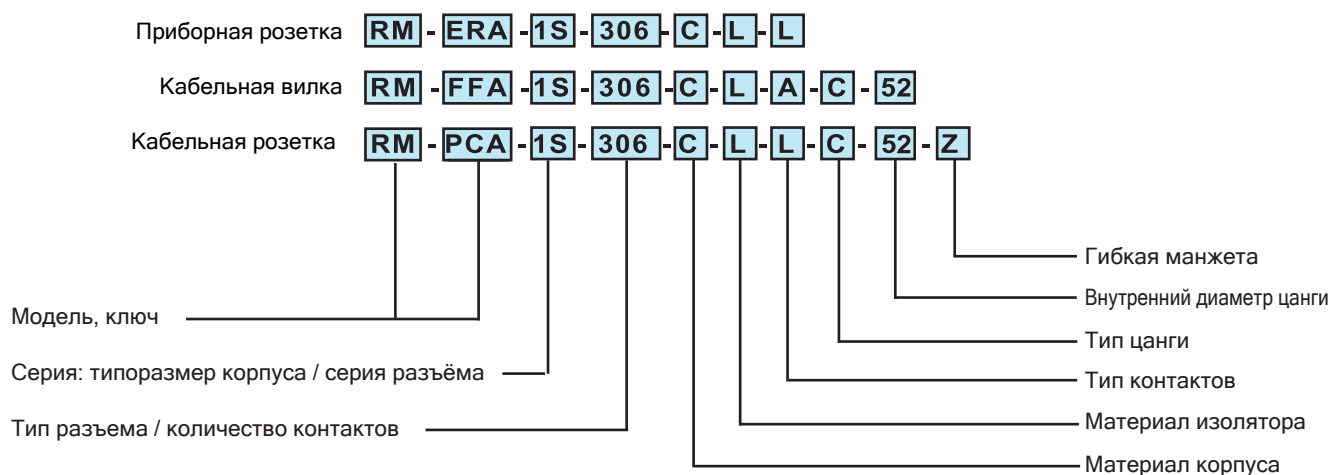 Приборная розетка RM - ERA - 1S - 306 - C - L - L
Кабельная вилка RM - FFA - 1S - 306 - C - L - A - C - 52
Кабельная розетка RM - PCA - 1S - 306 - C - L - L - C - 52 - Z
Гибкая манжета
Внутренний диаметр цанги
Модель, ключ
Тип цанги
Серия: типоразмер корпуса / серия разъёма
Тип контактов
Тип разъема / количество контактов
Материал изолятора
Материал корпуса